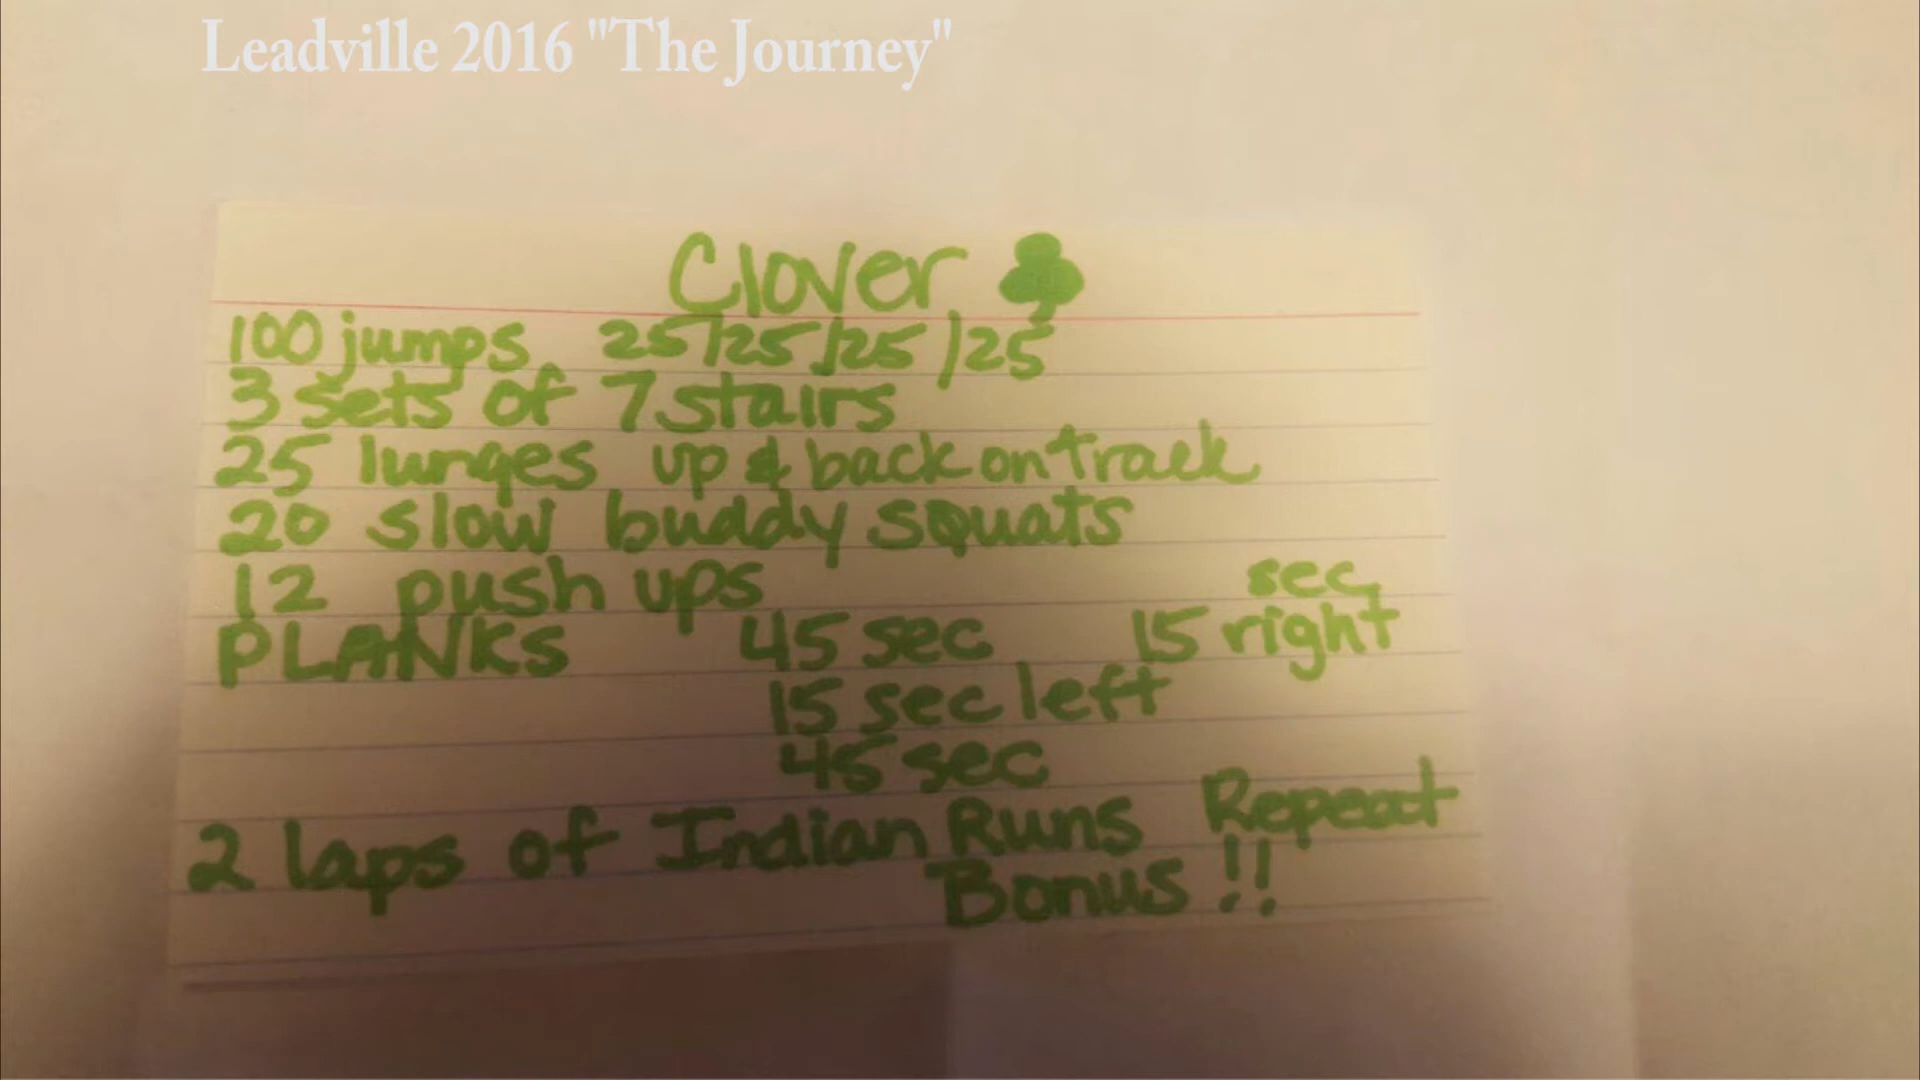 Leadville 2016 "The Journey"
Clover
100 jumps 25/25/25/25
3 sets of 7 stairs
25 lunges up & back on track
20 slow buddy squats
12 push ups
PLANKS 45 sec 15 sec right
15 sec left
45 sec
2 laps of Indian Runs Repeat
Bonus!!